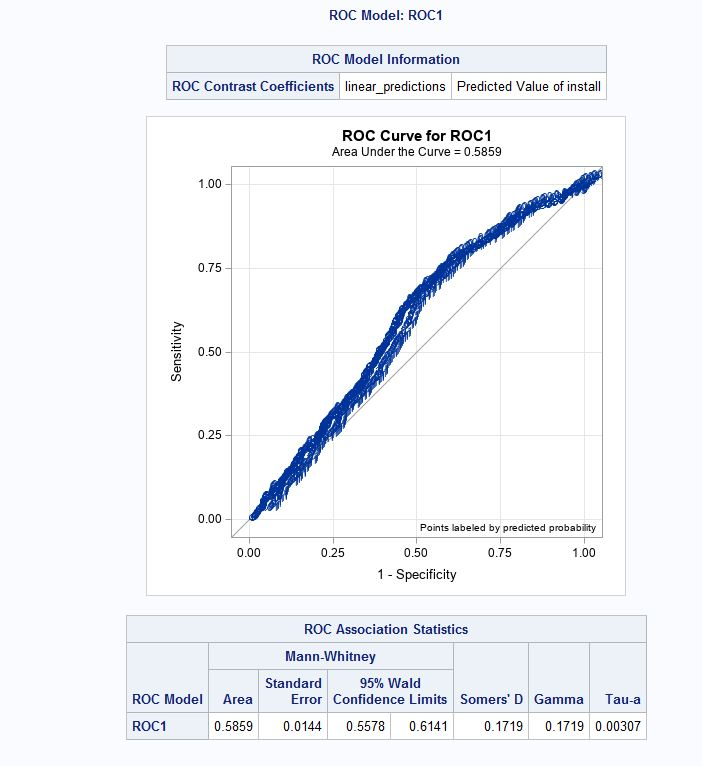 ROC Model: ROC1
ROC Model Information
ROC Contrast Coefficients linear_predictions Predicted Value of install
ROC Curve for ROC1
Area Under the Curve = 0.5859
1.00
0.75
0.50
0.25
0.00
Sensitivity
Points labeled by predicted probability
0.00 0.25 0.50 0.75 1.00
1 - Specificity
ROC Association Statistics
Mann-Whitney
ROC Model Area Standard Error 95% Wald Confidence Limits Somers' D Gamma Tau-a
ROC1 0.5859 0.0144 0.5578 0.6141 0.1719 0.1719 0.00307